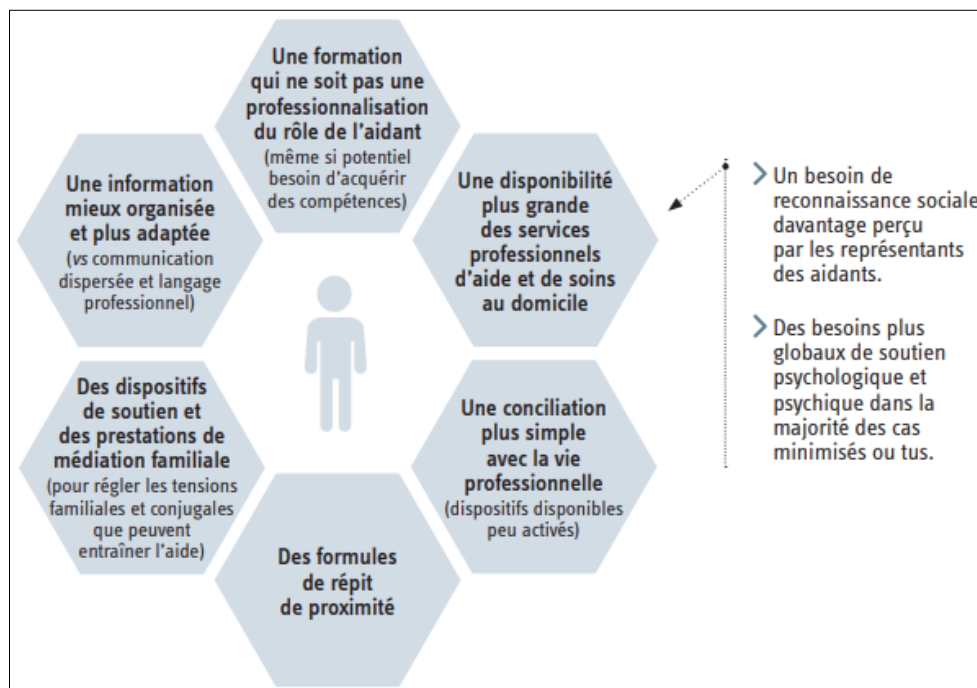 Une formation
qui ne soit pas une
professionnalisation
du rôle de l’aidant
(même si potentiel
besoin d’acquérir
des compétences)
Une information
mieux organisée
et plus adaptée
(vs communication
dispersée et langage
professionnel)
Une disponibilité
plus grande
des services
professionnels
d’aide et de soins
au domicile
Des dispositifs
de soutien et
des prestations de
médiation familiale
(pour régler les tensions
familiales et conjugales
que peuvent
entraîner l’aide)
Une conciliation
plus simple
avec la vie
professionnelle
(dispositifs disponibles
peu activés)
Des formules
de répit
de proximité
Un besoin de
reconnaissance sociale
davantage perçu
par les représentants
des aidants.
Des besoins plus
globaux de soutien
psychologique et
psychique dans la
majorité des cas
minimisés ou tus.